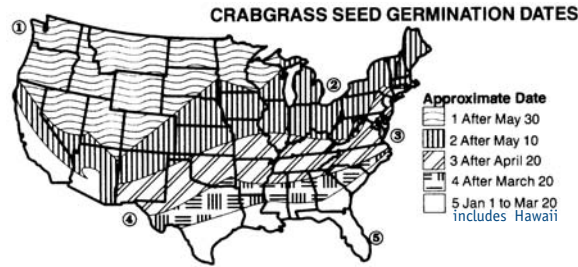 CRABGRASS SEED GERMINATION DATES
①
②
③
④
⑤
Approximate Date
1 After May 30
2 After May 10
3 After April 20
4 After March 20
5 Jan 1 to Mar 20
includes Hawaii